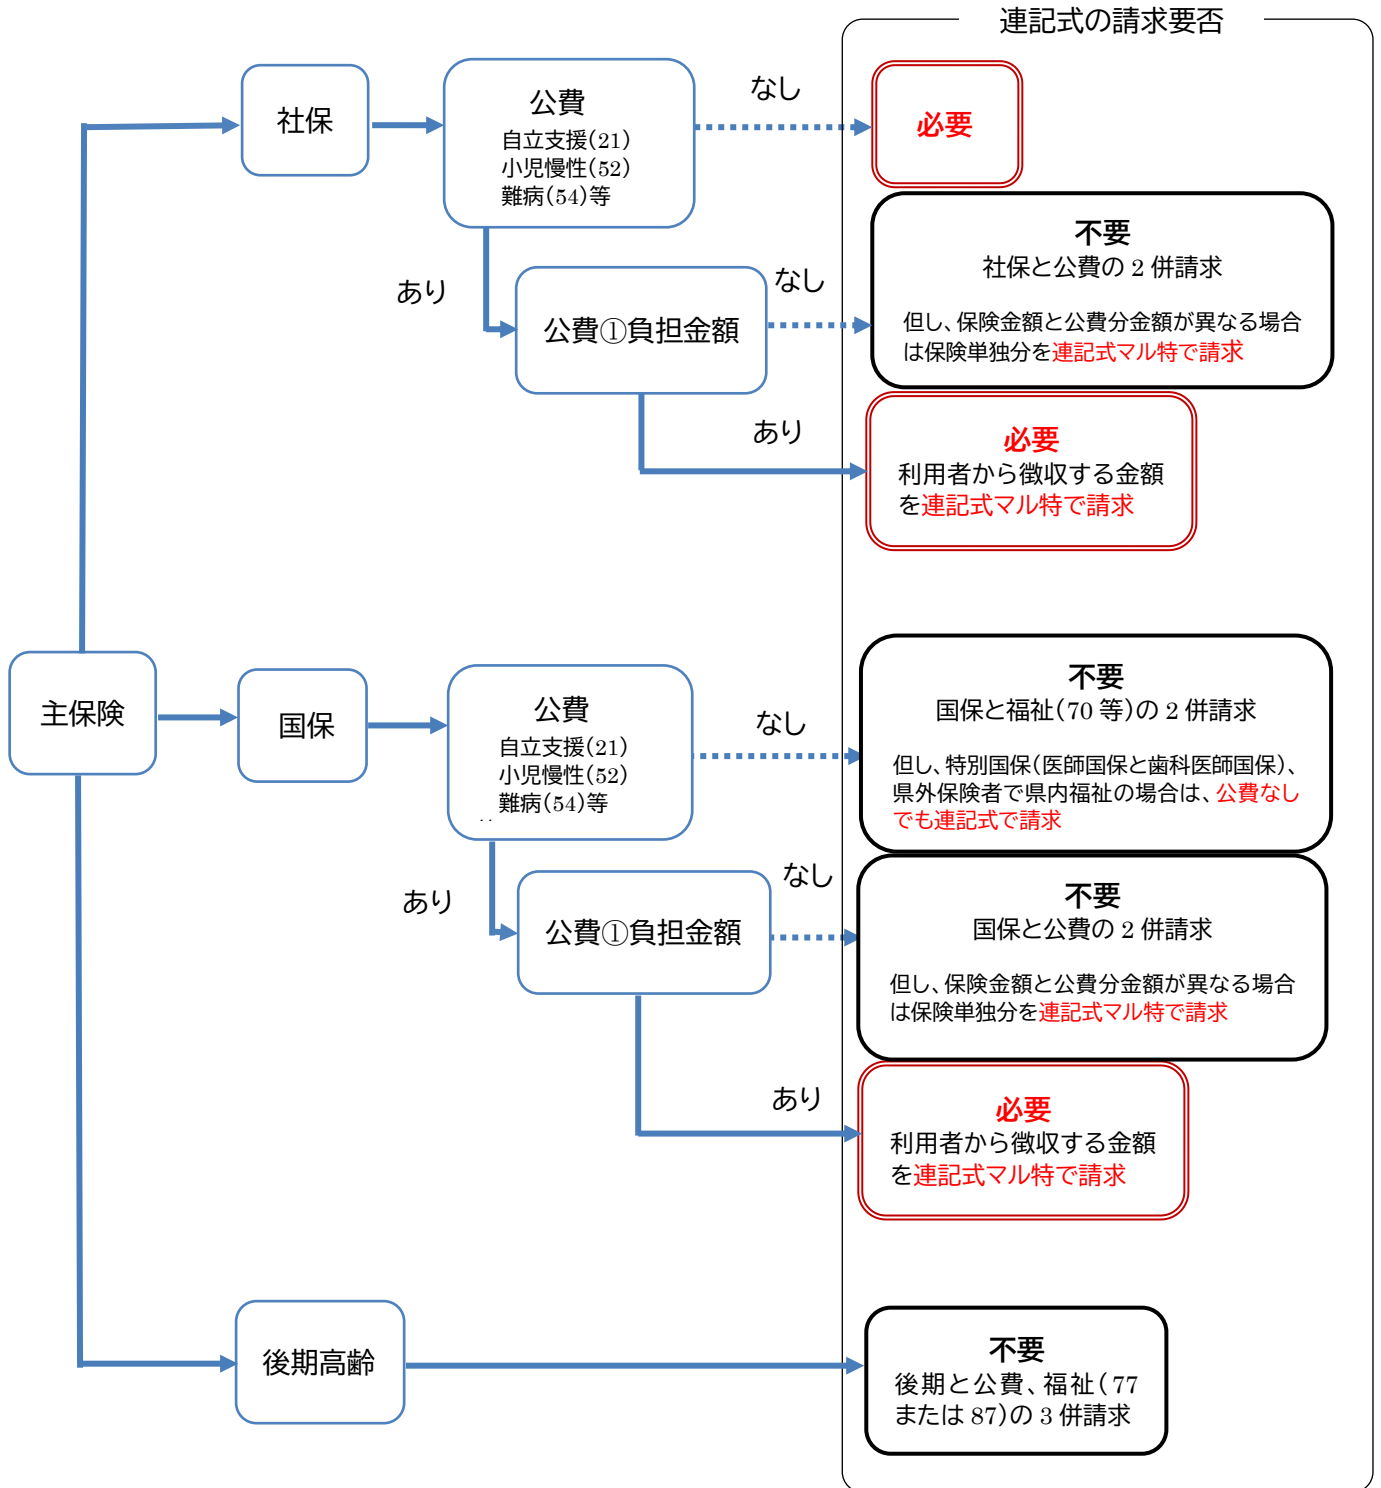 連記式の請求要否
社保
公費
自立支援(21)
小児慢性(52)
難病(54)等
なし
必要
あり
公費①負担金額
なし
不要
社保と公費の 2 併請求
但し、保険金額と公費分金額が異なる場合
は保険単独分を連記式マル特で請求
あり
必要
利用者から徴収する金額
を連記式マル特で請求
主保険
国保
公費
自立支援(21)
小児慢性(52)
難病(54)等
なし
不要
国保と福祉(70 等)の 2 併請求
但し、特別国保(医師国保と歯科医師国保)、
県外保険者で県内福祉の場合は、公費なし
でも連記式で請求
あり
公費①負担金額
なし
不要
国保と公費の 2 併請求
但し、保険金額と公費分金額が異なる場合
は保険単独分を連記式マル特で請求
あり
必要
利用者から徴収する金額
を連記式マル特で請求
後期高齢
不要
後期と公費、福祉(77
または 87)の 3 併請求